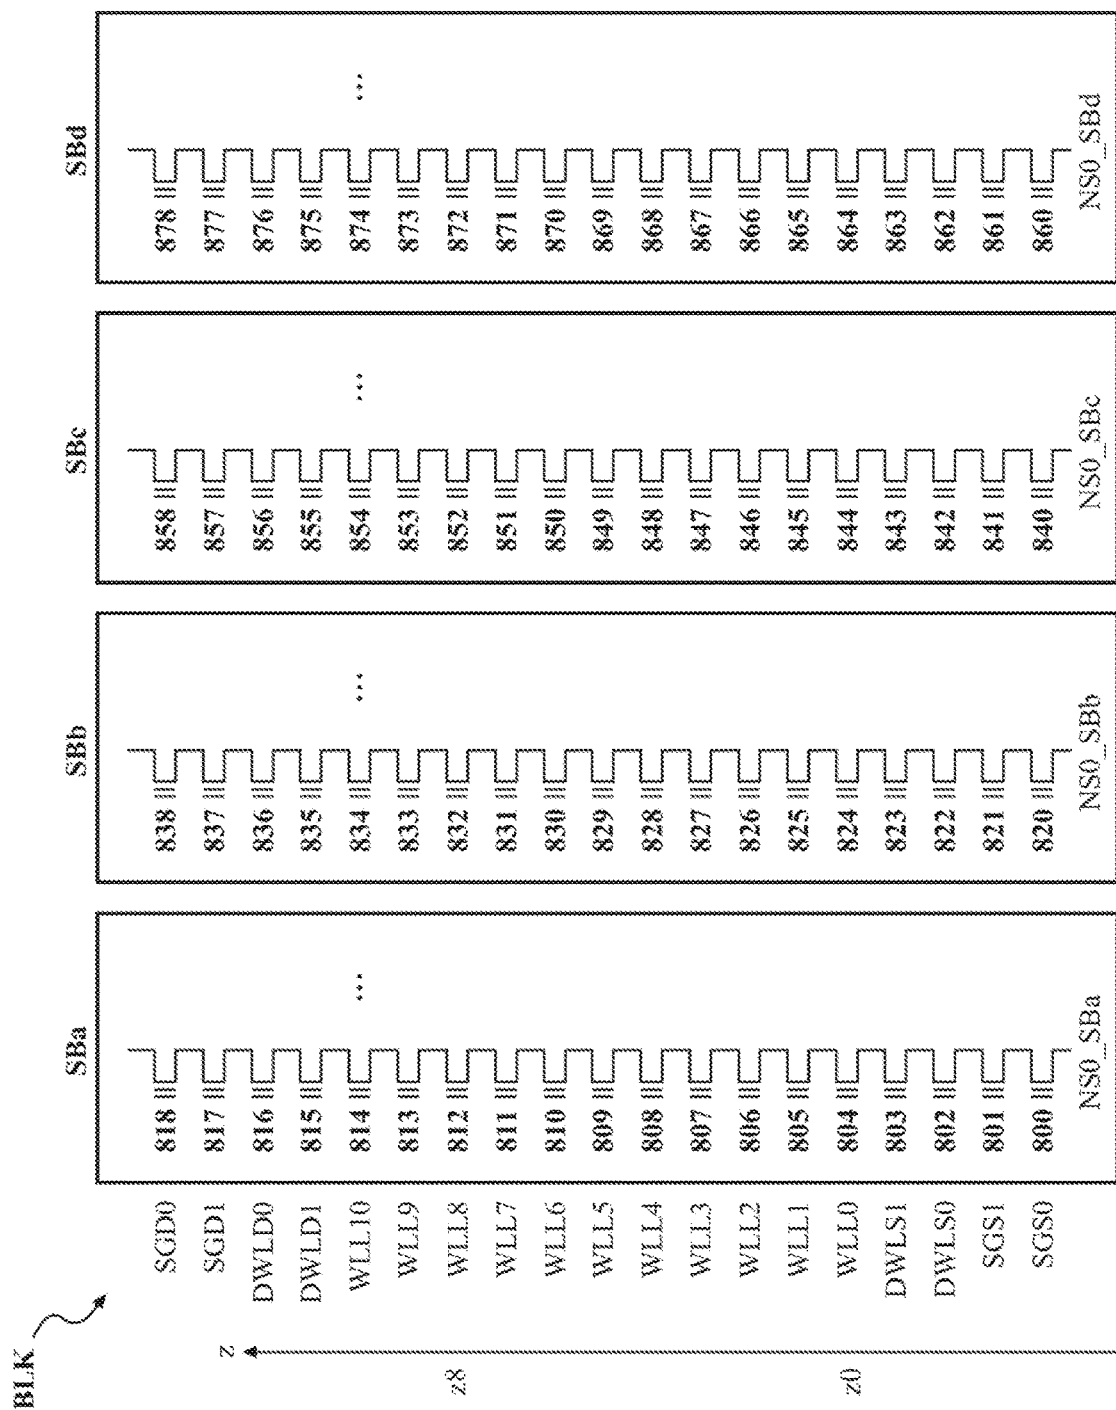 BLK
SBa SBb SBc SBd
z
SGD0 818 838 858 878
SGD1 817 837 857 877
DWLD0 816 836 856 876
DWLD1 815 835 855 875
WLL10 814 ... 834 ... 854 ... 874 ...
WLL9 813 833 853 873
z8 WLL8 812 832 852 872
WLL7 811 831 851 871
WLL6 810 830 850 870
WLL5 809 829 849 869
WLL4 808 828 848 868
WLL3 807 827 847 867
WLL2 806 826 846 866
WLL1 805 825 845 865
z0 WLL0 804 824 844 864
DWLS1 803 823 843 863
DWLS0 802 822 842 862
SGS1 801 821 841 861
SGS0 800 820 840 860
NS0_SBa NS0_SBb NS0_SBc NS0_SBd